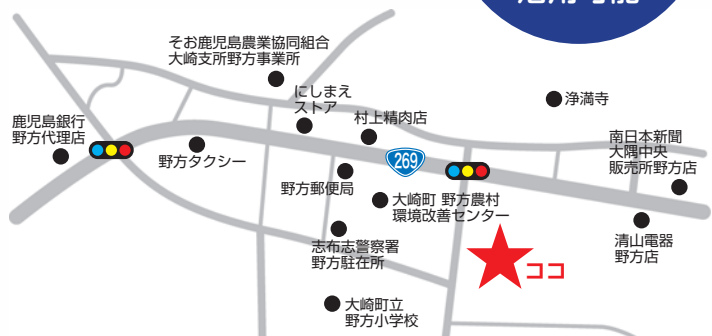 そお鹿児島農業協同組合
大崎支所野方事業所
にしまえ
ストア
浄満寺
鹿児島銀行
野方代理店
村上精肉店
南日本新聞
大隅中央
販売所野方店
野方タクシー
269
野方郵便局
大崎町 野方農村
環境改善センター
志布志警察署
野方駐在所
清山電器
野方店
ココ
大崎町立
野方小学校